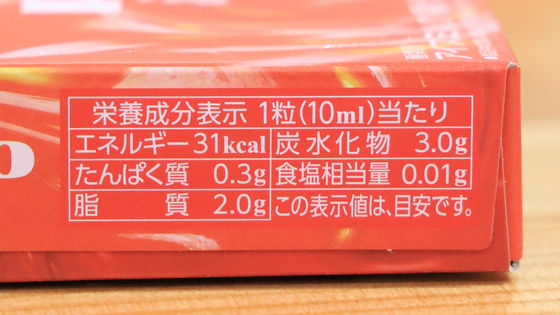 栄養成分表示 1粒(10ml)当たり
エネルギー 31kcal 炭水化物 3.0g
たんぱく質 0.3g 食塩相当量 0.01g
脂質 2.0g この表示値は、目安です。